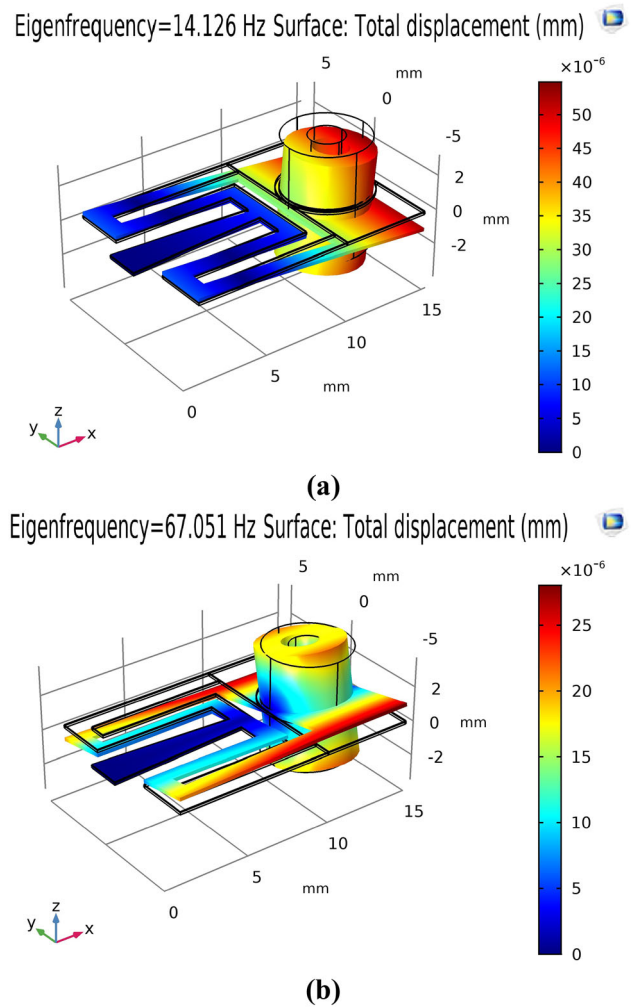 Eigenfrequency=14.126 Hz Surface: Total displacement (mm)
×10⁻⁶
5
mm
0
-5
50
45
40
35
30
25
20
15
10
5
0
2
0
mm
-2
15
10
5
mm
0
z
y
x
(a)
Eigenfrequency=67.051 Hz Surface: Total displacement (mm)
×10⁻⁶
5
mm
0
-5
25
20
15
10
5
0
2
0
mm
-2
15
10
5
mm
0
z
y
x
(b)